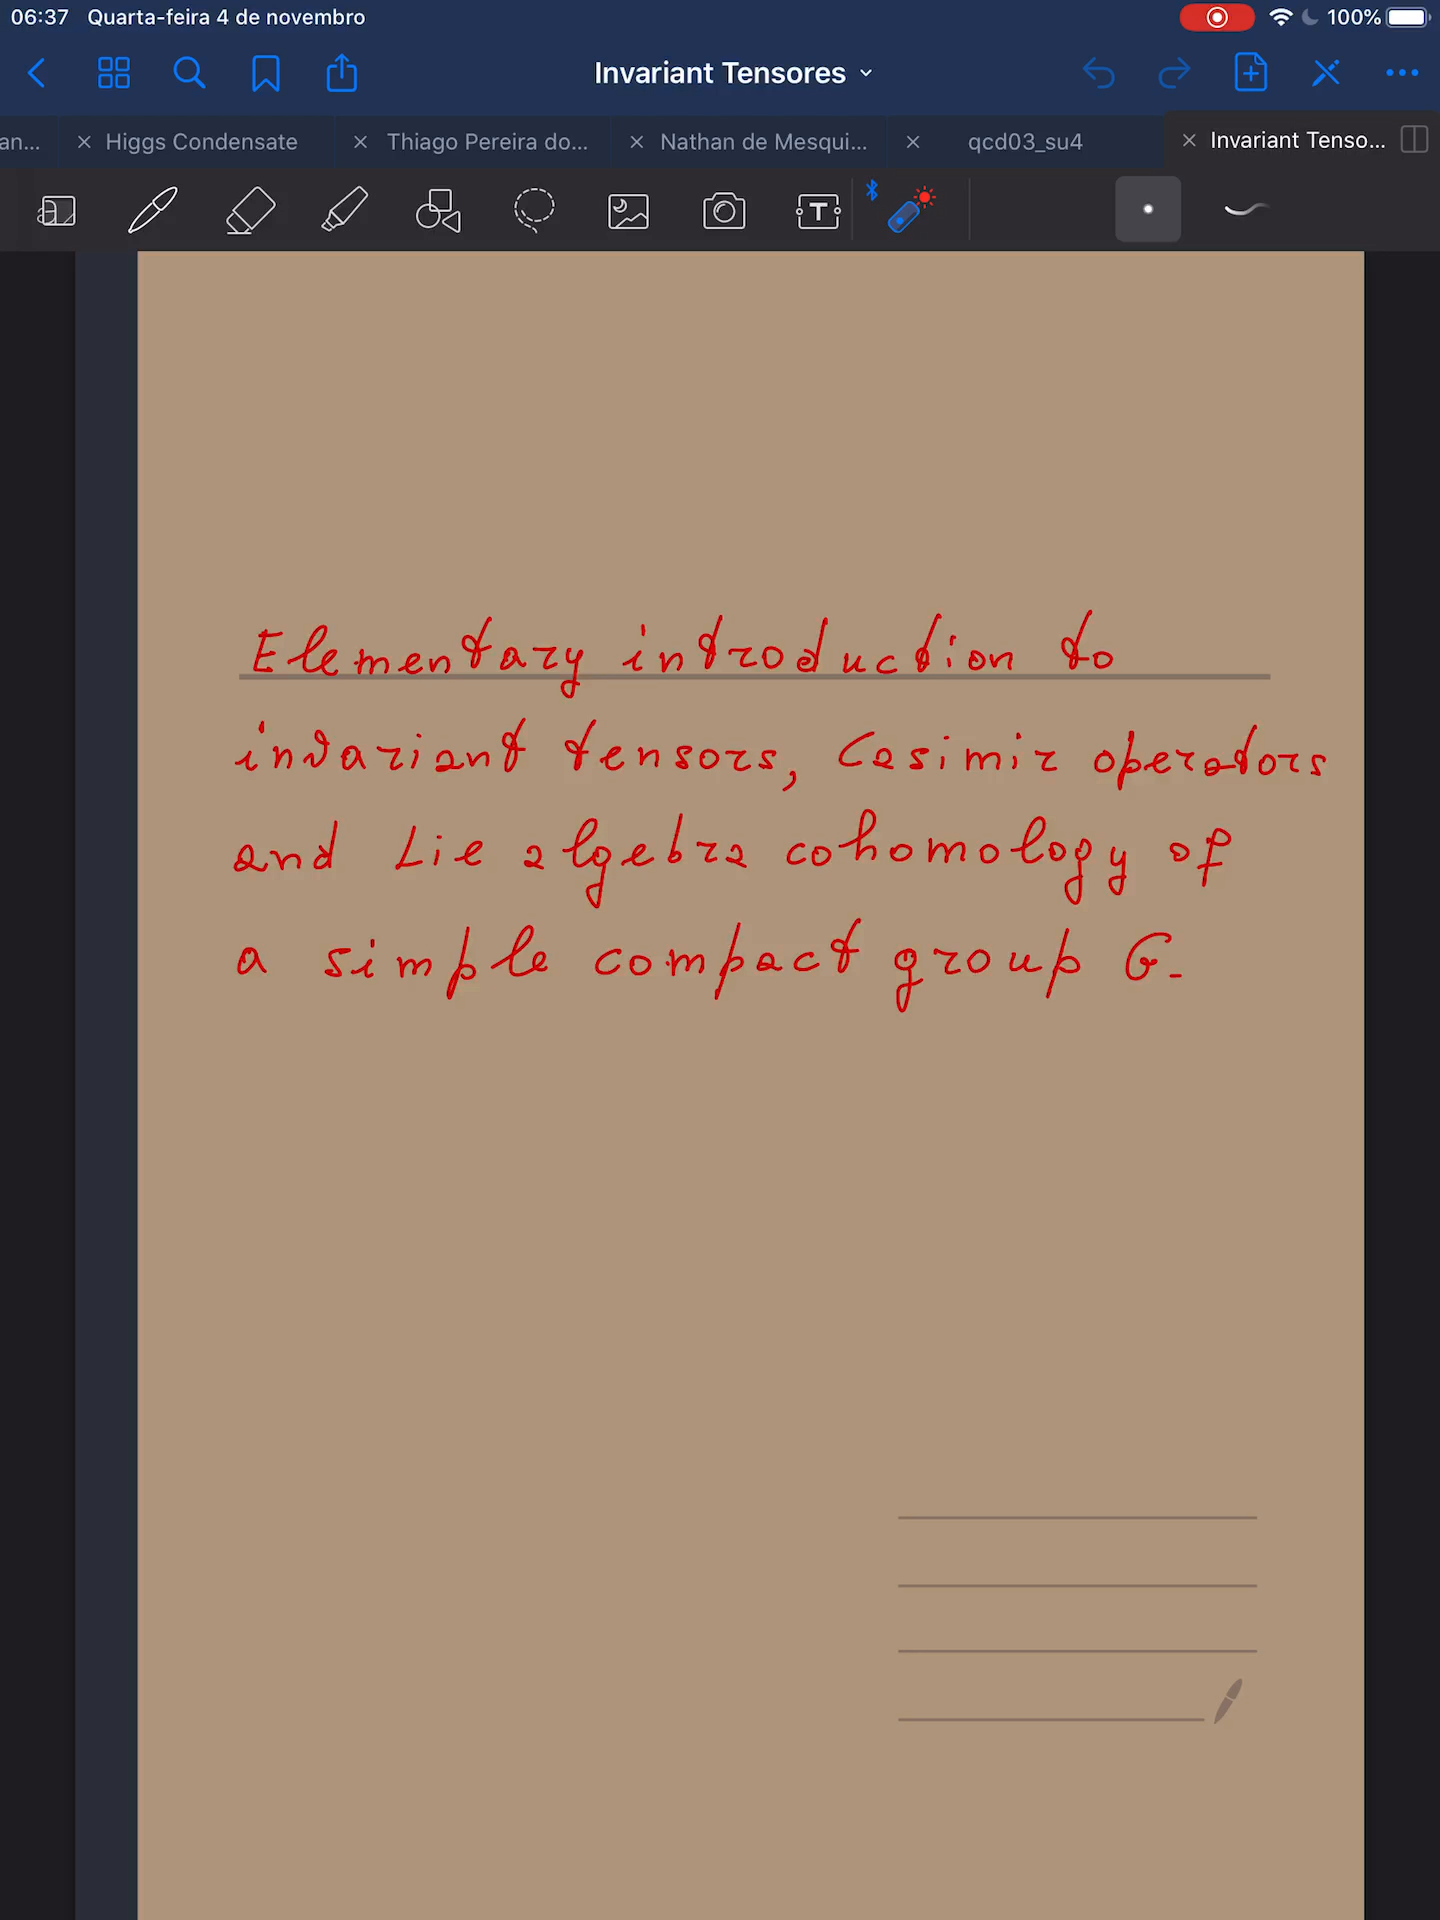 06:37 Quarta-feira 4 de novembro 100%
Invariant Tensores
an... Higgs Condensate Thiago Pereira do... Nathan de Mesqui... qcd03_su4 Invariant Tenso...
Elementary introduction to
invariant tensors, Casimir operators
and Lie algebra cohomology of
a simple compact group G.